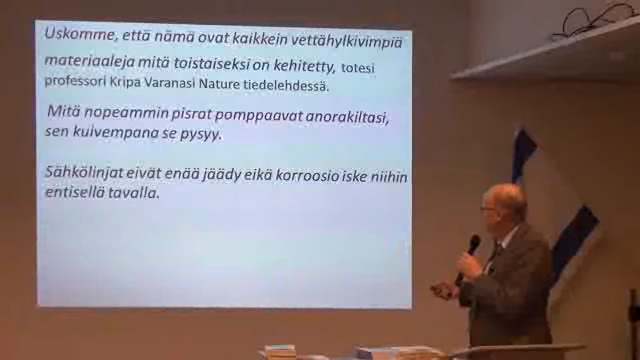 Uskomme, että nämä ovat kaikkein vettähylkivimpiä
materiaaleja mitä toistaiseksi on kehitetty, totesi
professori Kripa Varanasi Nature tiedelehdessä.
Mitä nopeammin pisrat pomppaavat anorakiltasi,
sen kuivempana se pysyy.
Sähkölinjat eivät enää jäädy eikä korroosio iske niihin
entisellä tavalla.